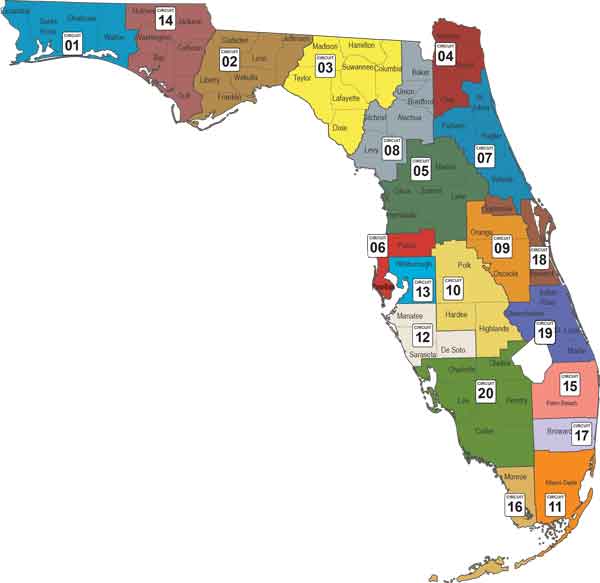 Escambia
Santa
Rosa
Okaloosa
Walton
CIRCUIT
01
CIRCUIT
14
Holmes
Jackson
Washington
Calhoun
Bay
Gulf
Gadsden
Jefferson
CIRCUIT
02
Leon
Liberty
Wakulla
Franklin
Madison
Hamilton
CIRCUIT
03
Suwannee
Columbia
Taylor
Lafayette
Dixie
Baker
Union
Bradford
Gilchrist
Alachua
Levy
CIRCUIT
08
CIRCUIT
04
Clay
St.
Johns
Putnam
Flagler
CIRCUIT
07
Volusia
CIRCUIT
05
Marion
Citrus
Sumter
Lake
Hernando
Seminole
Orange
CIRCUIT
09
Osceola
CIRCUIT
18
Brevard
CIRCUIT
06
Pasco
Pinellas
Hillsborough
CIRCUIT
13
Polk
CIRCUIT
10
Hardee
Highlands
Manatee
CIRCUIT
12
Sarasota
De Soto
Indian
River
Okeechobee
St. Lucie
CIRCUIT
19
Martin
Glades
Charlotte
CIRCUIT
20
Lee
Hendry
Collier
CIRCUIT
15
Palm Beach
Broward
CIRCUIT
17
Monroe
CIRCUIT
16
Miami-Dade
CIRCUIT
11